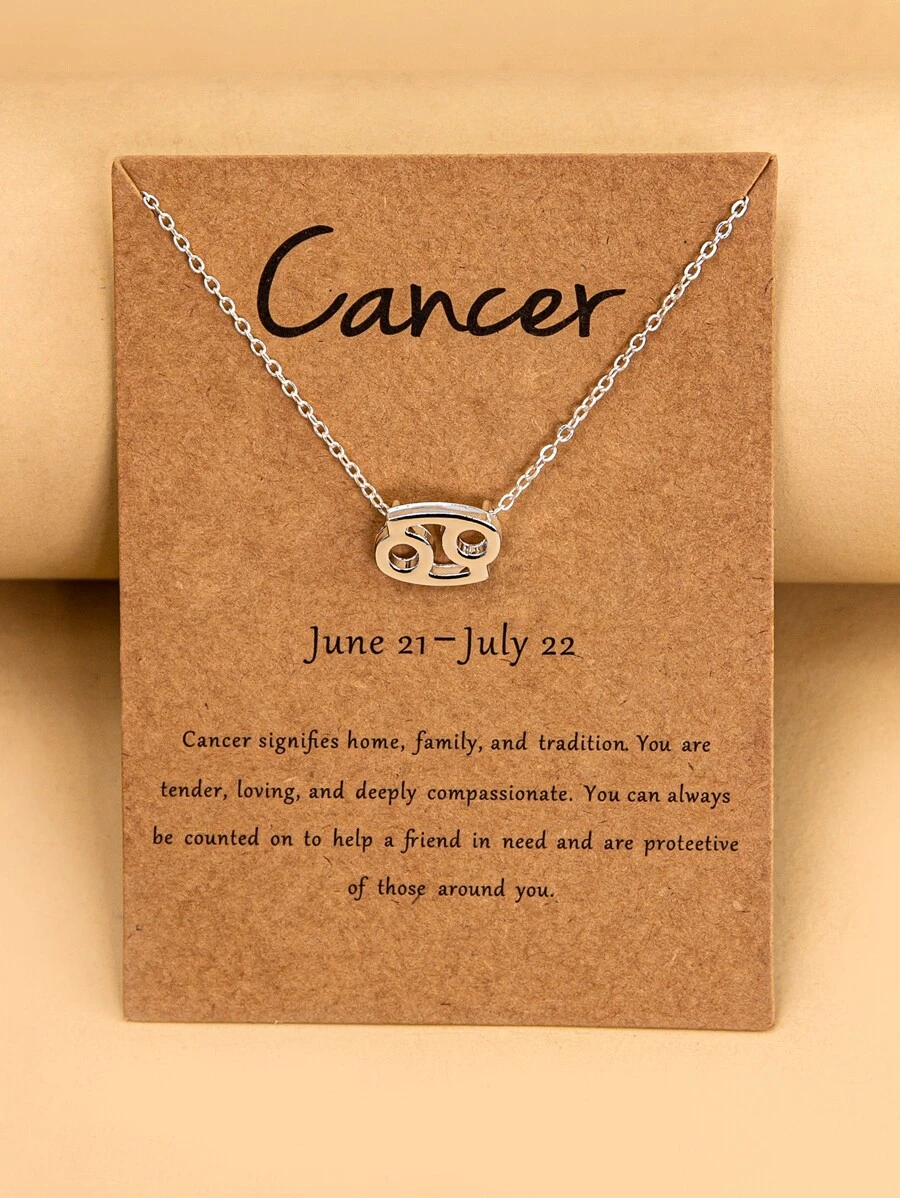 Cancer
June 21–July 22
Cancer signifies home, family, and tradition. You are
tender, loving, and deeply compassionate. You can always
be counted on to help a friend in need and are proteetive
of those around you.